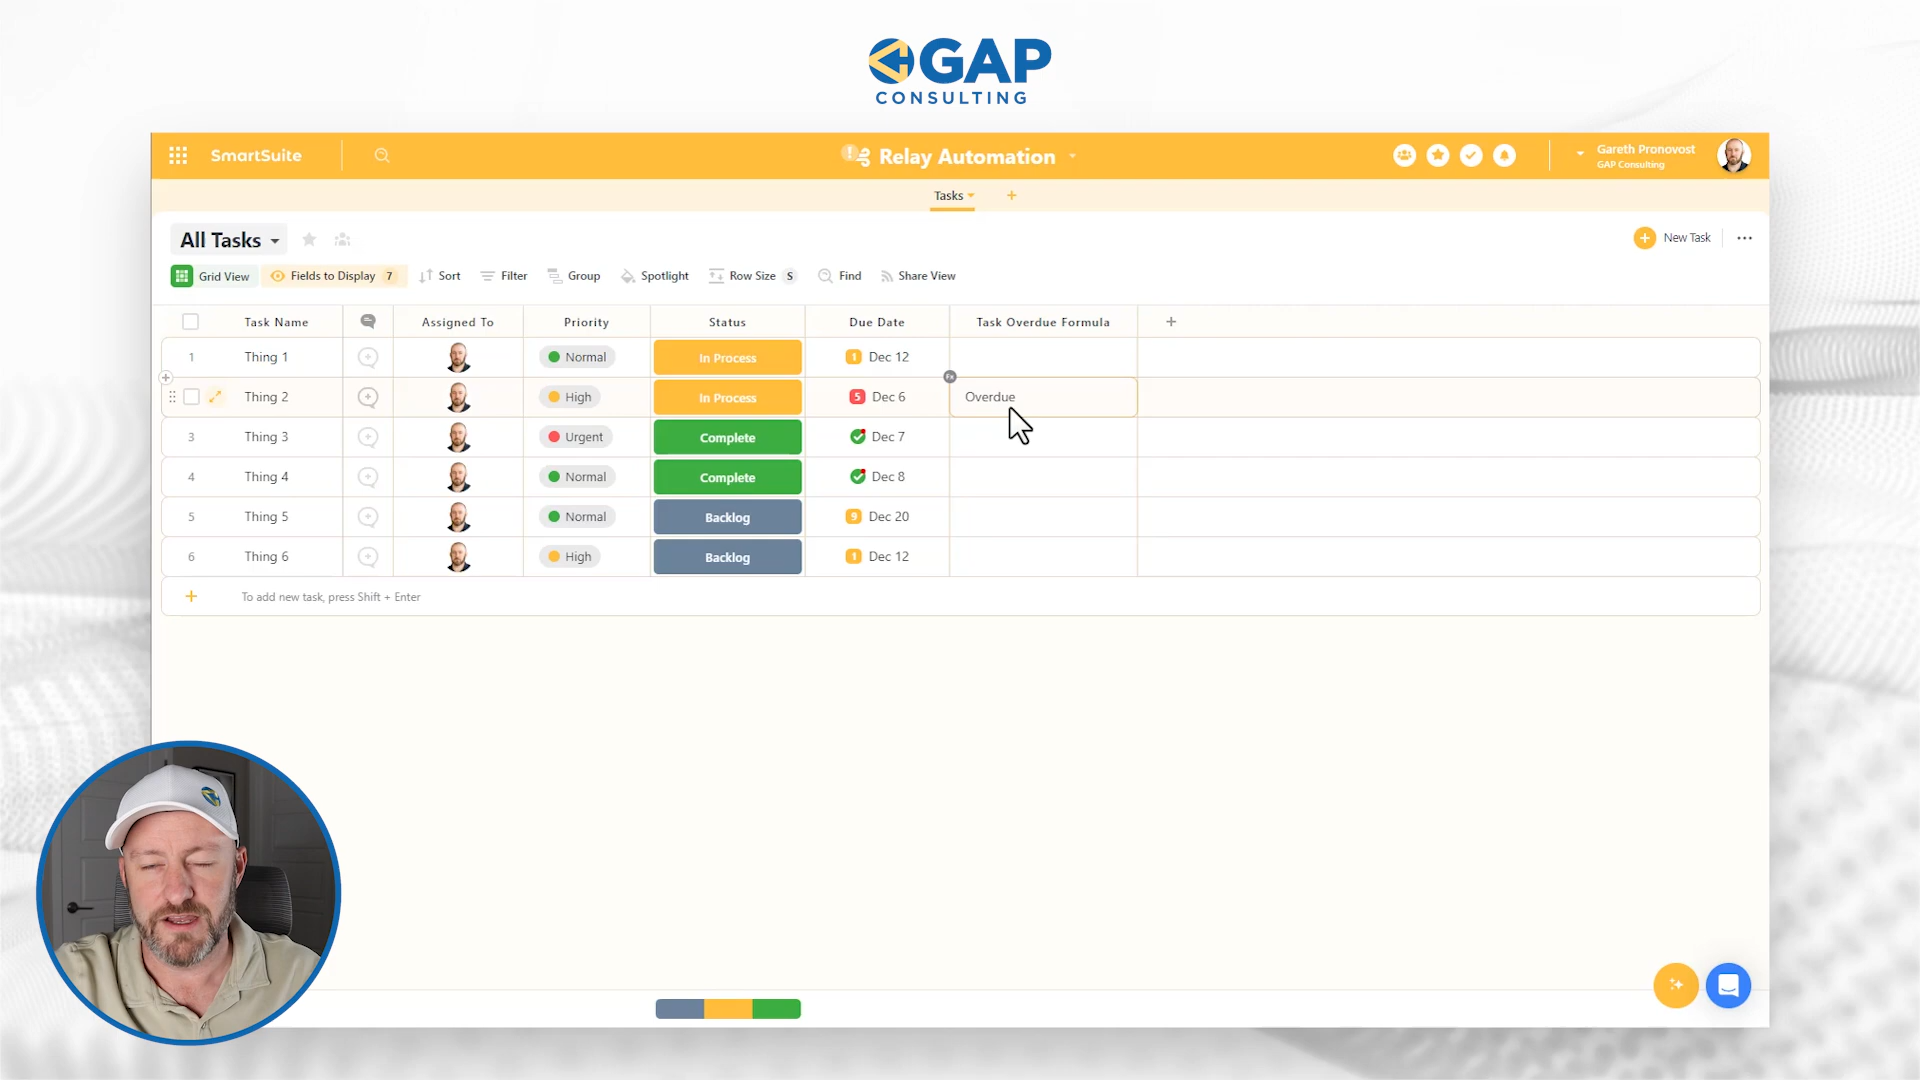 GAP
CONSULTING
SmartSuite
Relay Automation
Gareth Pronovost
GAP Consulting
Tasks
All Tasks
New Task
Grid View
Fields to Display 7
Sort
Filter
Group
Spotlight
Row Size S
Find
Share View
Task Name
Assigned To
Priority
Status
Due Date
Task Overdue Formula
1 Thing 1 Normal In Process 1 Dec 12
Thing 2 High In Process 5 Dec 6 Overdue
3 Thing 3 Urgent Complete Dec 7
4 Thing 4 Normal Complete Dec 8
5 Thing 5 Normal Backlog 9 Dec 20
6 Thing 6 High Backlog 1 Dec 12
To add new task, press Shift + Enter